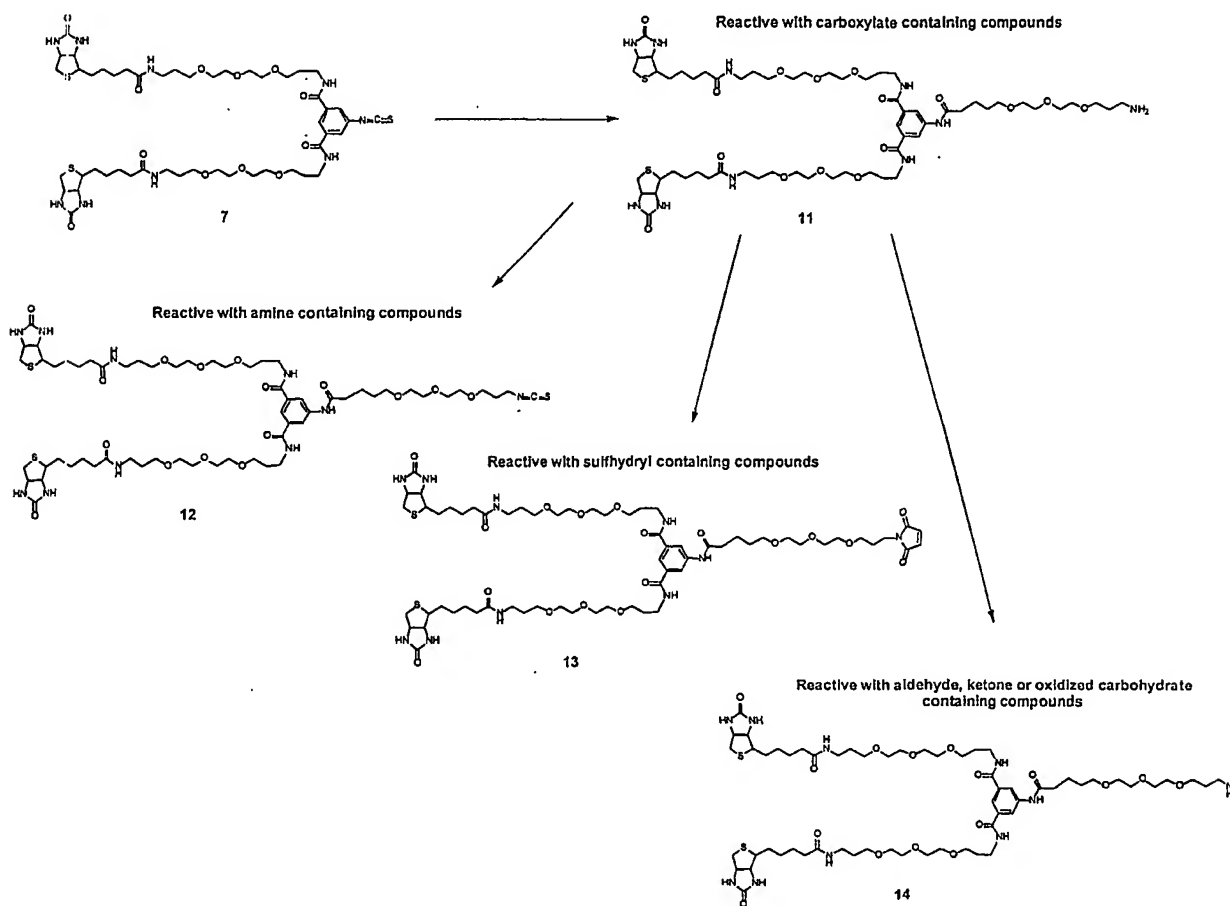 Reactive with carboxylate containing compounds
7
11
Reactive with amine containing compounds
12
Reactive with sulfhydryl containing compounds
13
Reactive with aldehyde, ketone or oxidized carbohydrate
containing compounds
14